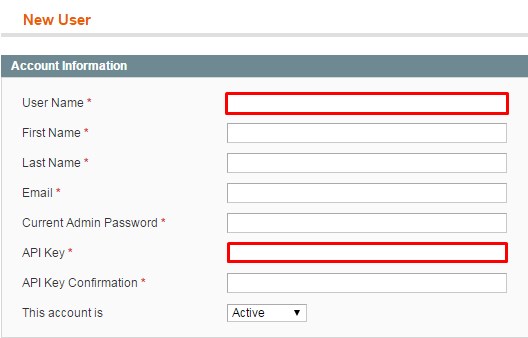 New User
Account Information
User Name *
First Name *
Last Name *
Email *
Current Admin Password *
API Key *
API Key Confirmation *
This account is Active